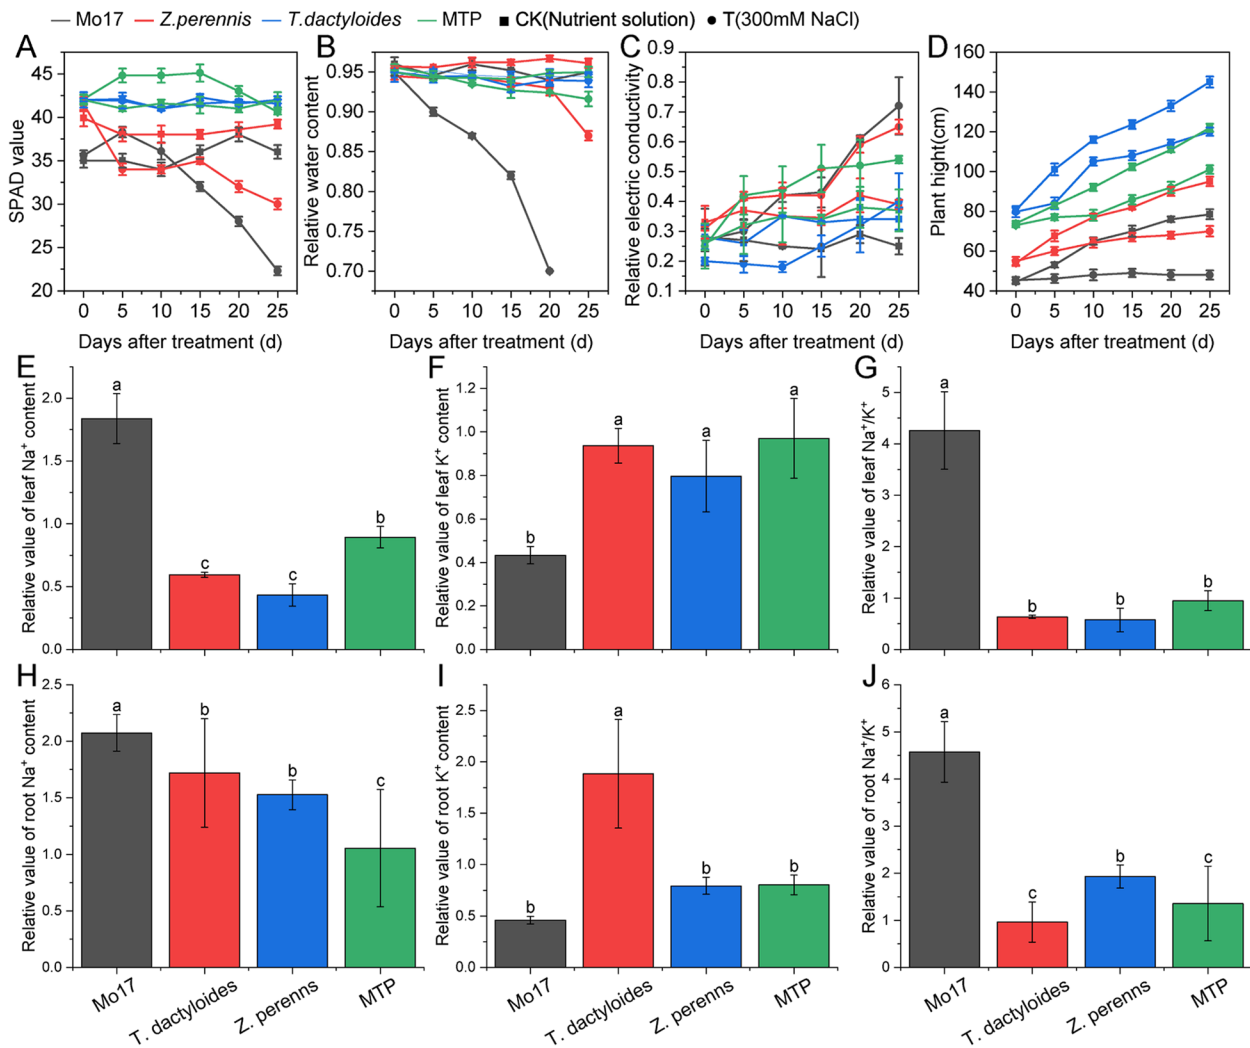 Mo17 Z.perennis T.dactyloides MTP CK(Nutrient solution) T(300mM NaCl)
A B C D
SPAD value
45
40
35
30
25
20
0 5 10 15 20 25
Days after treatment (d)
Relative water content
0.95
0.90
0.85
0.80
0.75
0.70
0 5 10 15 20 25
Days after treatment (d)
Relative electric conductivity
0.9
0.8
0.7
0.6
0.5
0.4
0.3
0.2
0.1
0 5 10 15 20 25
Days after treatment (d)
Plant hight(cm)
160
140
120
100
80
60
40
0 5 10 15 20 25
Days after treatment (d)
E
Relative value of leaf Na⁺ content
2.0
1.5
1.0
0.5
0.0
a c c b
F
Relative value of leaf K⁺ content
1.2
1.0
0.8
0.6
0.4
0.2
0.0
b a a a
G
Relative value of leaf Na⁺/K⁺
5
4
3
2
1
0
a b b b
H
Relative value of root Na⁺ content
2.5
2.0
1.5
1.0
0.5
0.0
a b b c
Mo17 T. dactyloides Z. perenns MTP
I
Relative value of root K⁺ content
2.5
2.0
1.5
1.0
0.5
0.0
b a b b
Mo17 T. dactyloides Z. perenns MTP
J
Relative value of root Na⁺/K⁺
6
5
4
3
2
1
0
a c b c
Mo17 T. dactyloides Z. perenns MTP